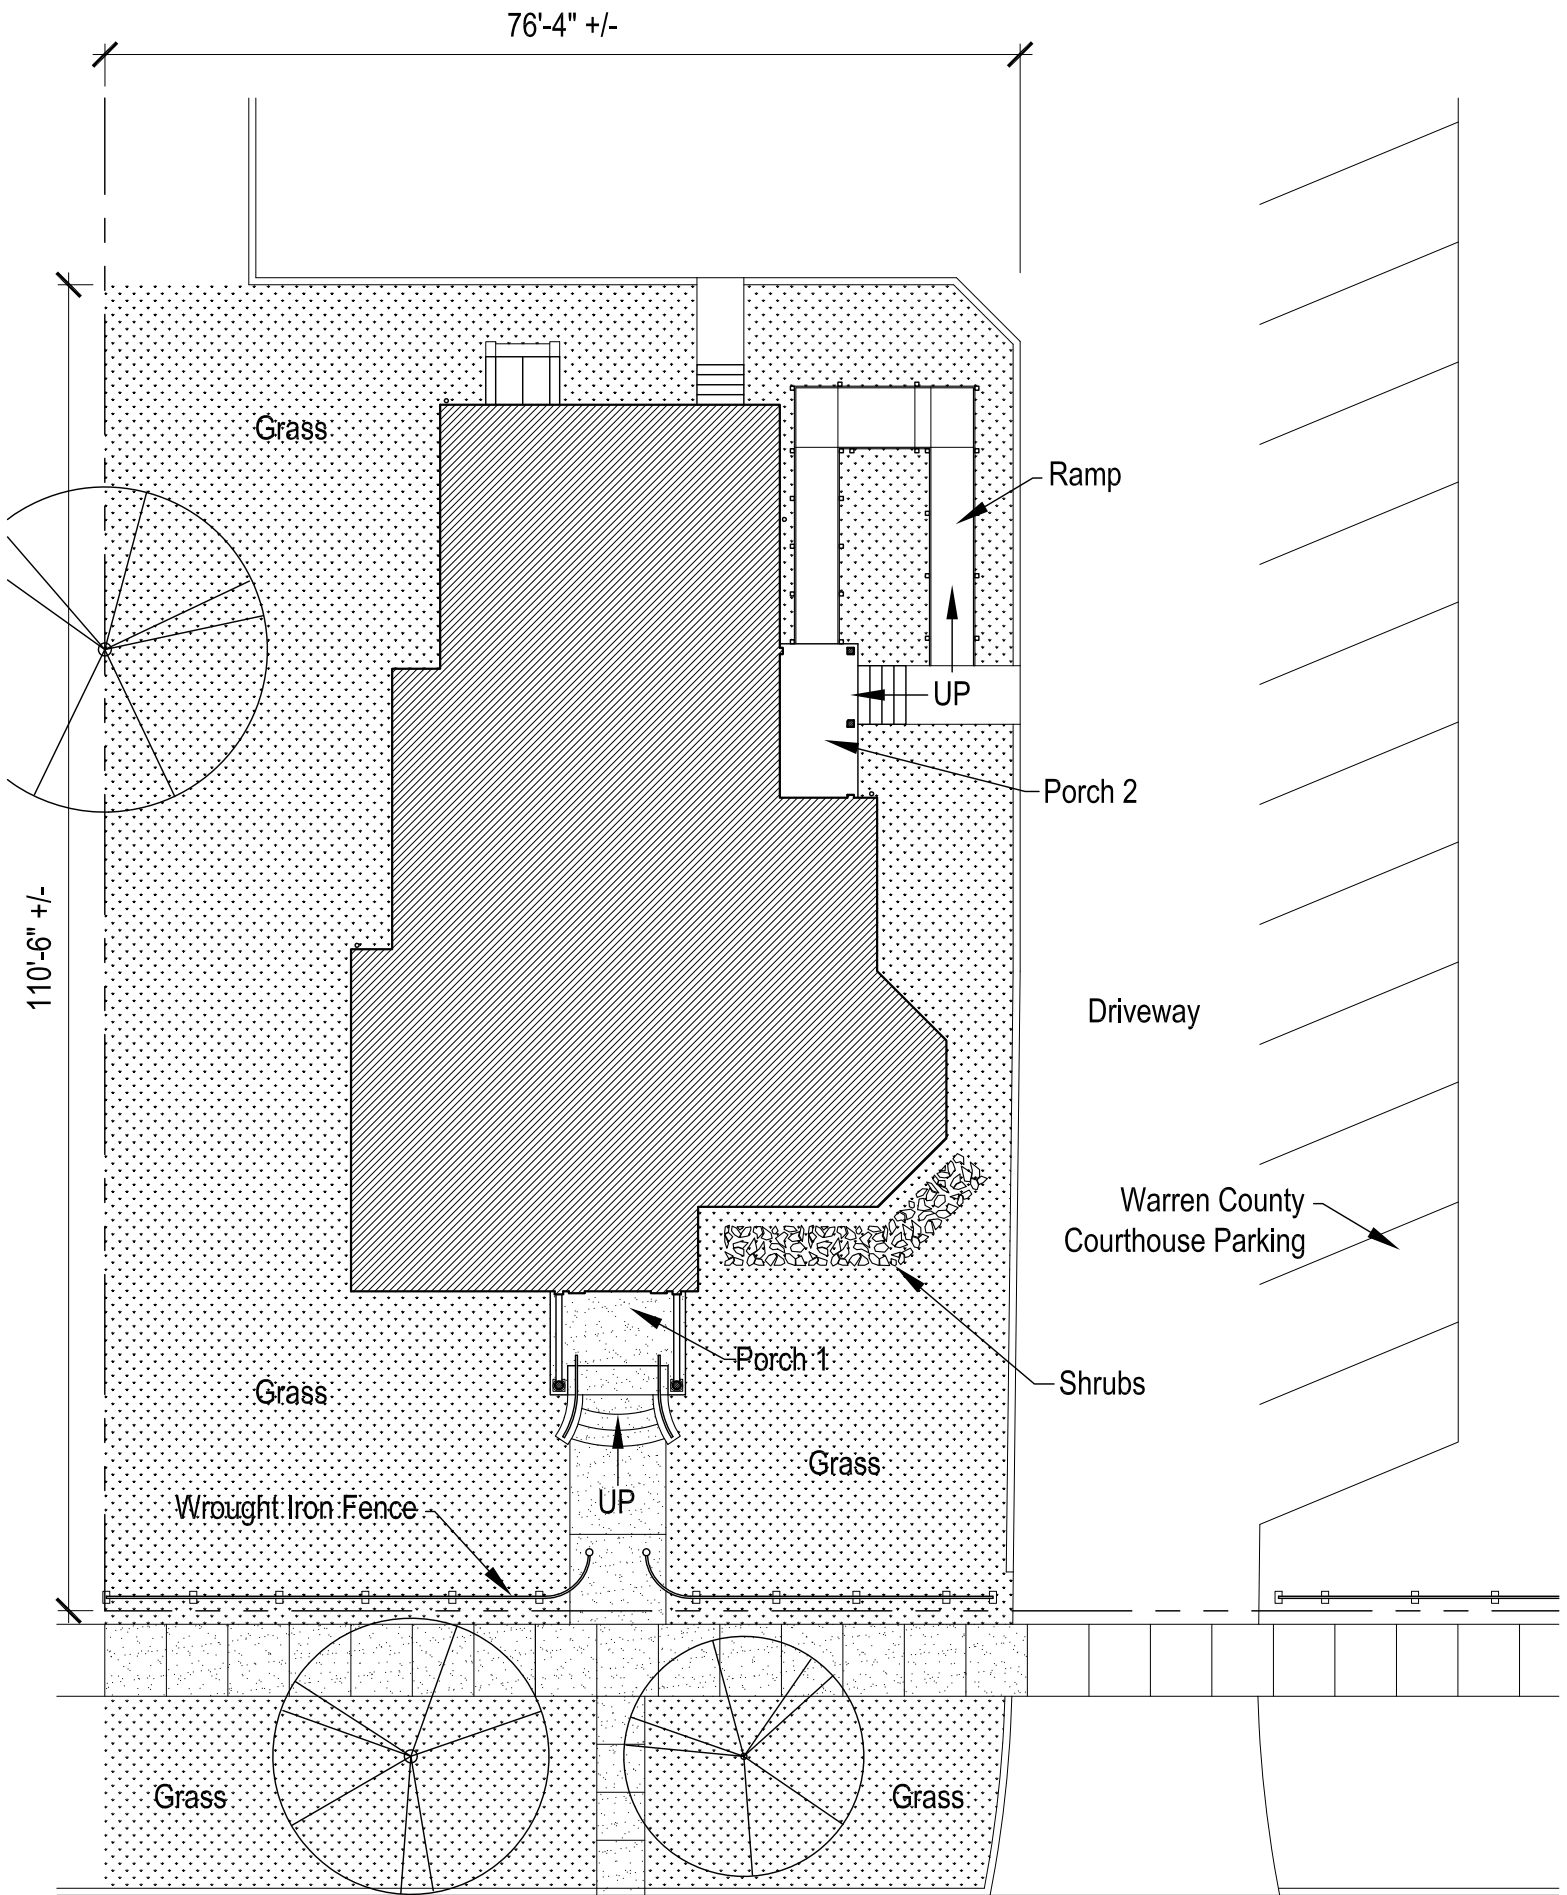 76'-4" +/-
Grass
Ramp
UP
Porch 2
110'-6" +/-
Driveway
Warren County
Courthouse Parking
Porch 1
Shrubs
Grass
Grass
UP
Wrought Iron Fence
Grass
Grass